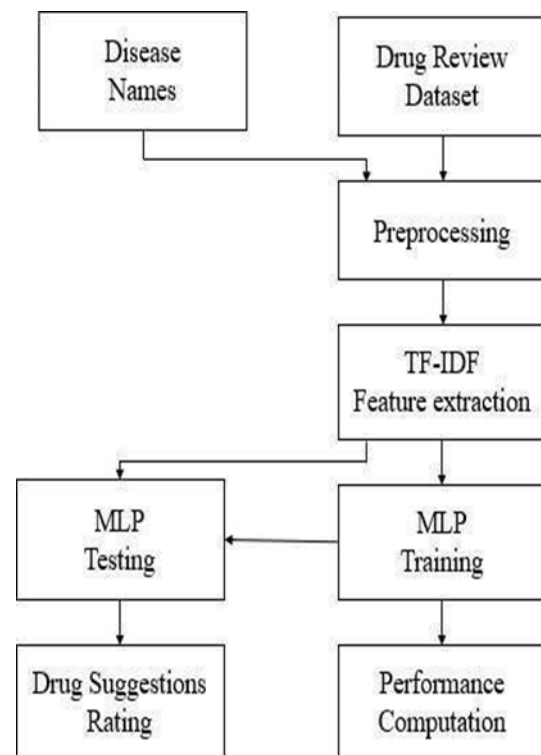 Disease
Names
Drug Review
Dataset
Preprocessing
TF-IDF
Feature extraction
MLP
Testing
MLP
Training
Drug Suggestions
Rating
Performance
Computation